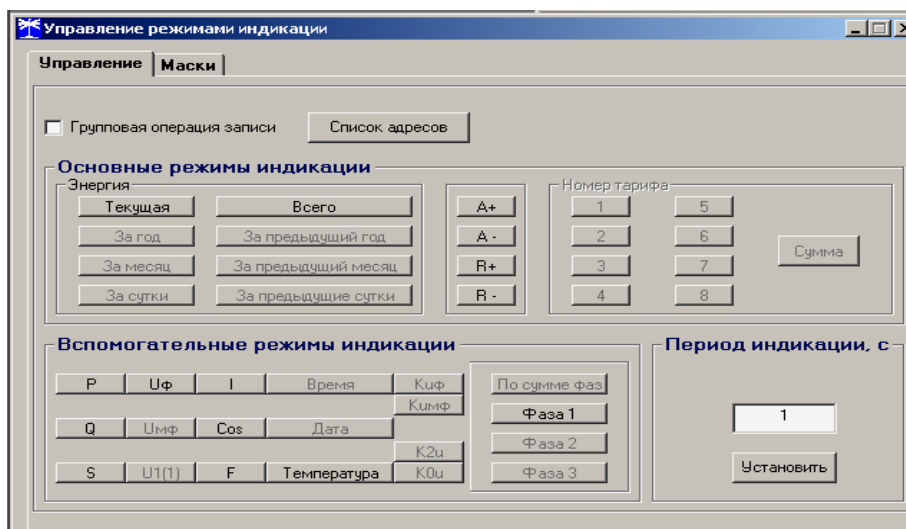 Управление режимами индикации
Управление Маски
Групповая операция записи Список адресов
Основные режимы индикации
Энергия Номер тарифа
Текущая Всего A+ 1 5
За год За предыдущий год A - 2 6 Сумма
За месяц За предыдущий месяц R+ 3 7
За сутки За предыдущие сутки R - 4 8
Вспомогательные режимы индикации Период индикации, с
P Uф I Время Kuф По сумме фаз
Kuмф Фаза 1 1
Q Uмф Cos Дата
K2u Фаза 2
S U1(1) F Температура K0u Фаза 3 Установить